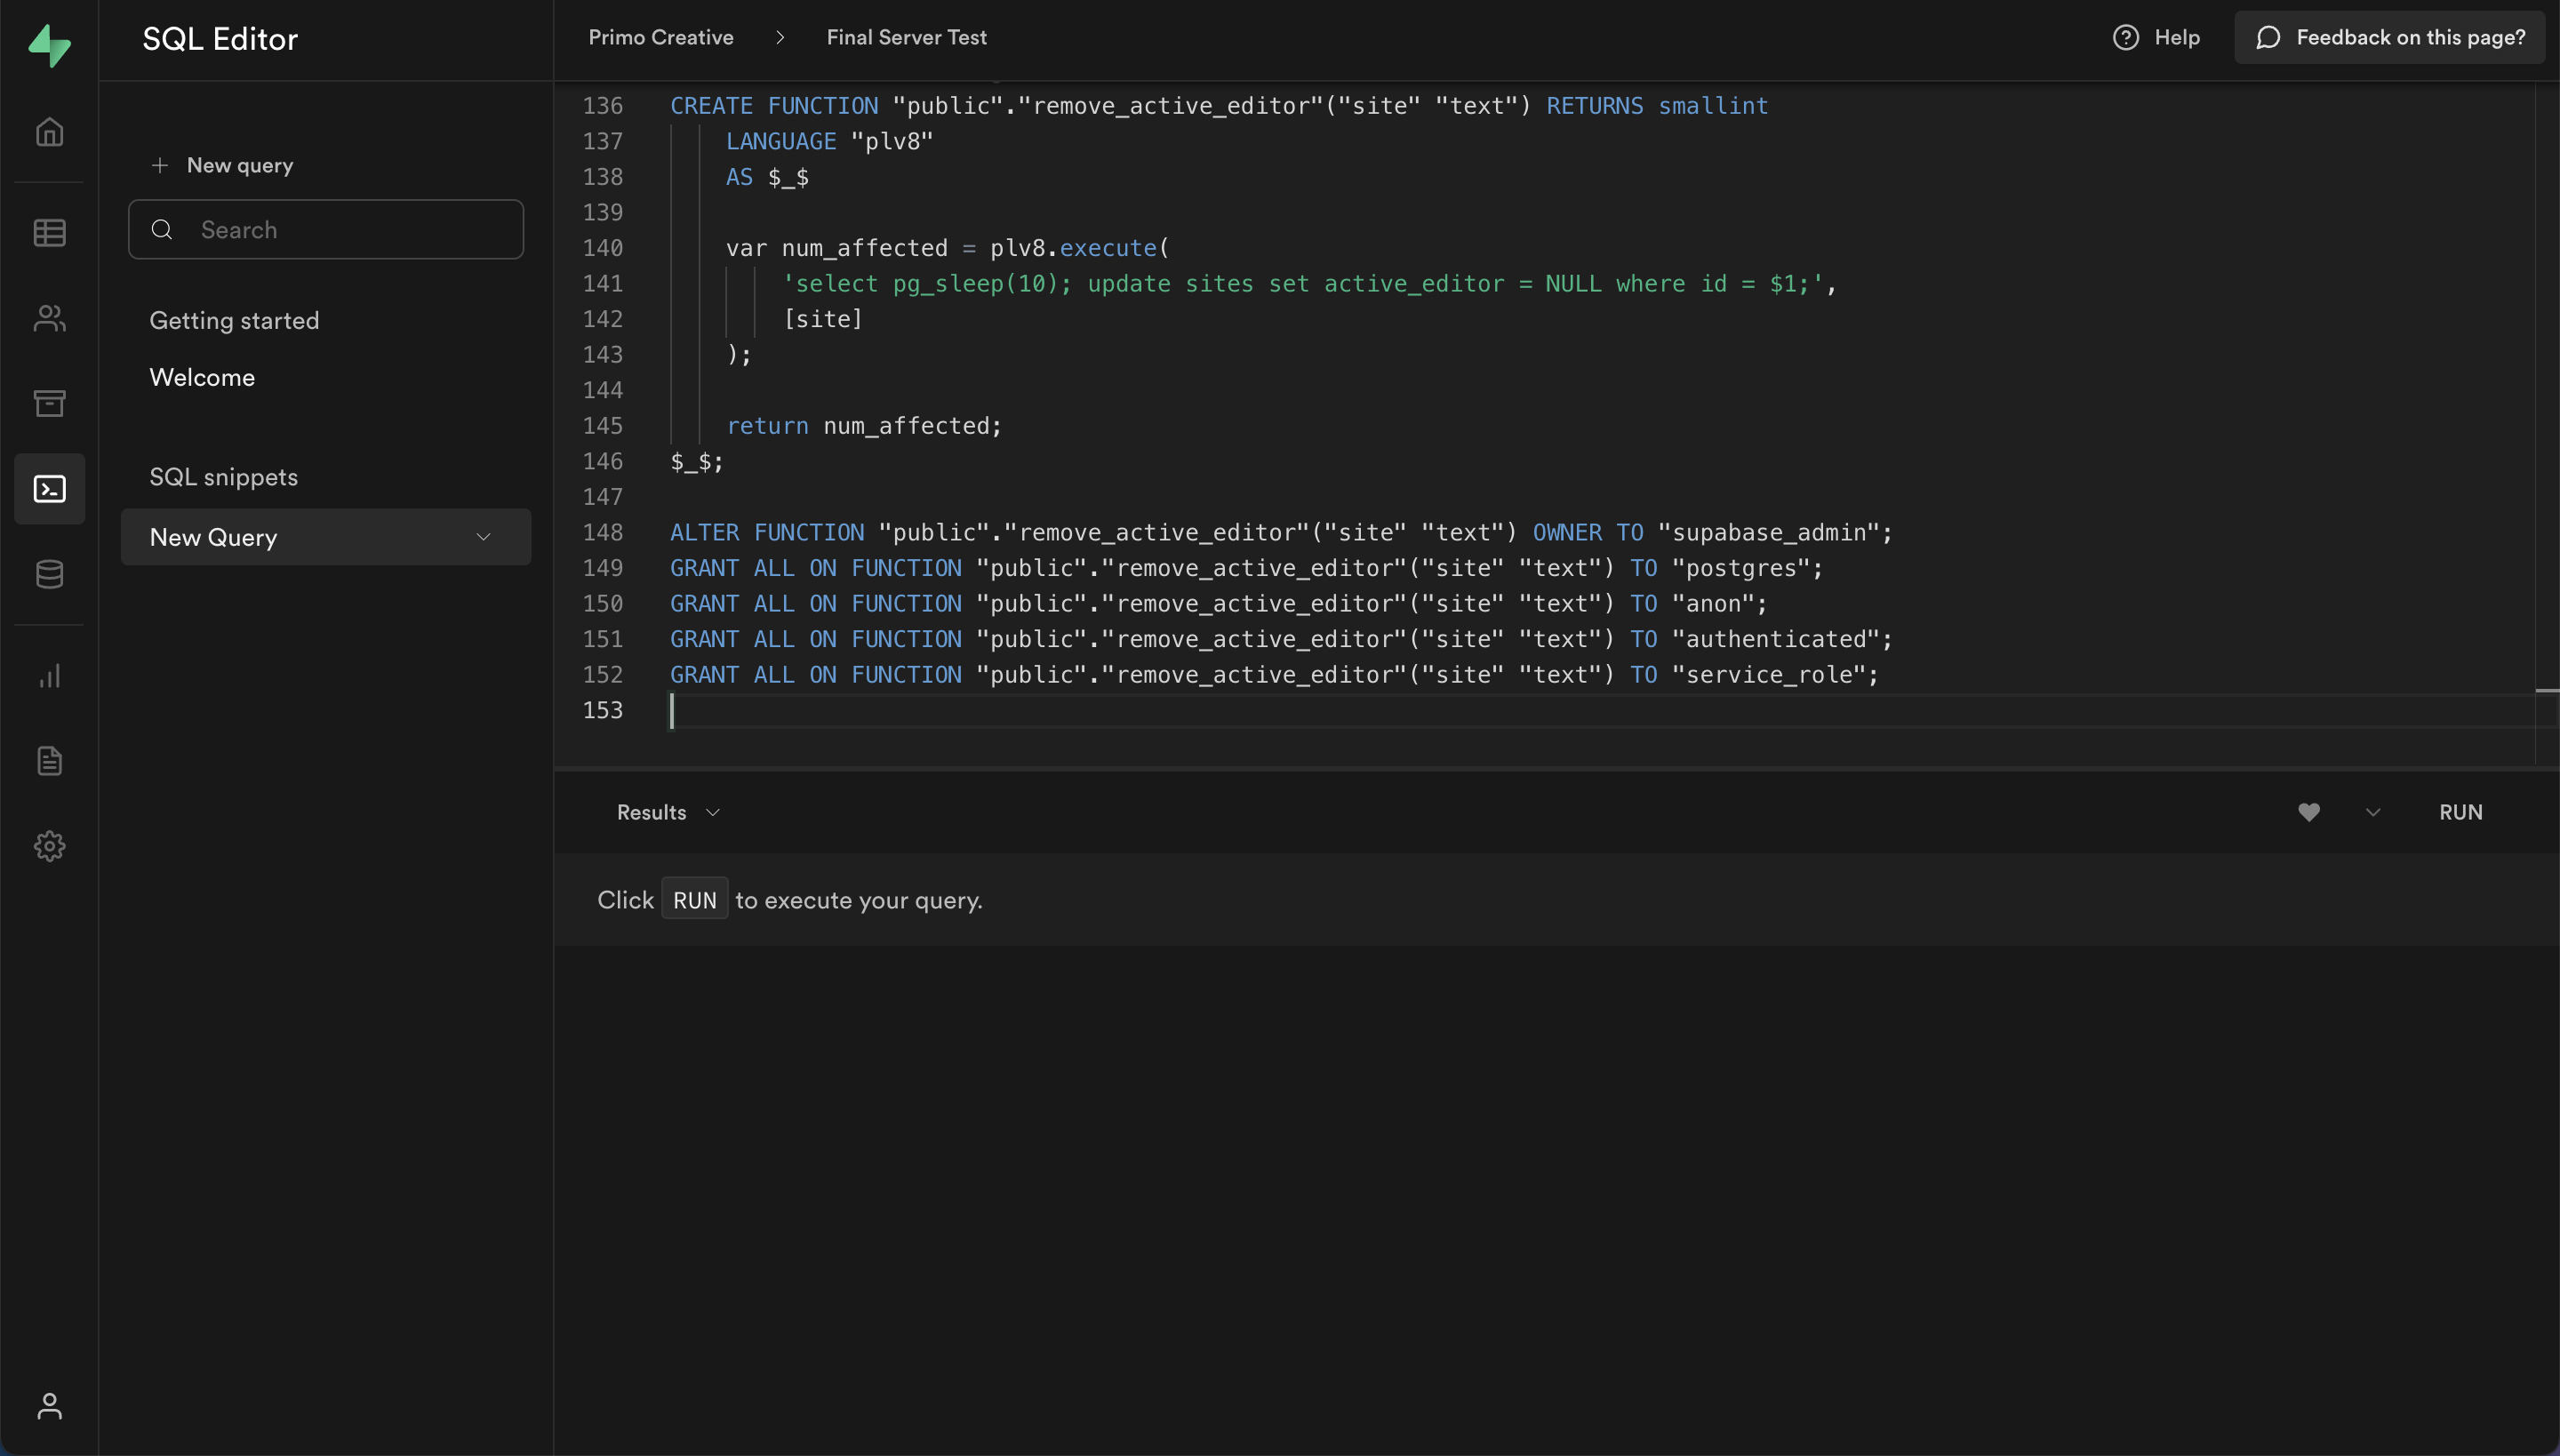 SQL Editor
Primo Creative
Final Server Test
Help
Feedback on this page?
New query
Search
Getting started
Welcome
SQL snippets
New Query
136 CREATE FUNCTION "public"."remove_active_editor"("site" "text") RETURNS smallint
137 LANGUAGE "plv8"
138 AS $_$
139
140 var num_affected = plv8.execute(
141 'select pg_sleep(10); update sites set active_editor = NULL where id = $1;',
142 [site]
143 );
144
145 return num_affected;
146 $_$;
147
148 ALTER FUNCTION "public"."remove_active_editor"("site" "text") OWNER TO "supabase_admin";
149 GRANT ALL ON FUNCTION "public"."remove_active_editor"("site" "text") TO "postgres";
150 GRANT ALL ON FUNCTION "public"."remove_active_editor"("site" "text") TO "anon";
151 GRANT ALL ON FUNCTION "public"."remove_active_editor"("site" "text") TO "authenticated";
152 GRANT ALL ON FUNCTION "public"."remove_active_editor"("site" "text") TO "service_role";
153
Results
RUN
Click RUN to execute your query.